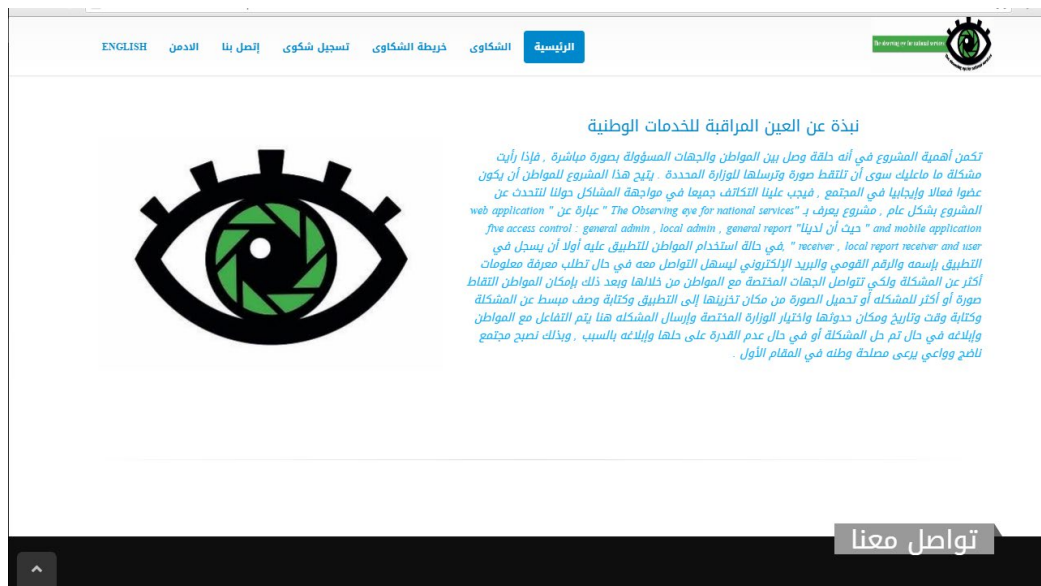 الرئيسية الشكاوى خريطة الشكاوى تسجيل شكوى إتصل بنا الادمن ENGLISH
The observing eye for national services
نبذة عن العين المراقبة للخدمات الوطنية
تكمن أهمية المشروع في أنه حلقة وصل بين المواطن والجهات المسؤولة بصورة مباشرة , فإذا رأيت
مشكلة ما ماعليك سوى أن تلتقط صورة وترسلها للوزارة المحددة . يتيح هذا المشروع للمواطن أن يكون
عضوا فعالا وإيجابيا في المجتمع , فيجب علينا التكاتف جميعا في مواجهة المشاكل حولنا لنتحدث عن
المشروع بشكل عام , مشروع يعرف بـ "The Observing eye for national services " عبارة عن " web application
and mobile application " حيث أن لدينا" five access control : general admin , local admin , general report
receiver , local report receiver and user " ,في حالة استخدام المواطن للتطبيق عليه أولا أن يسجل في
التطبيق بإسمه والرقم القومي والبريد الإلكتروني ليسهل التواصل معه في حال تطلب معرفة معلومات
أكثر عن المشكلة ولكي تتواصل الجهات المختصة مع المواطن من خلالها وبعد ذلك بإمكان المواطن التقاط
صورة أو أكثر للمشكله أو تحميل الصورة من مكان تخزينها إلى التطبيق وكتابة وصف مبسط عن المشكلة
وكتابة وقت وتاريخ ومكان حدوثها واختيار الوزارة المختصة وإرسال المشكله هنا يتم التفاعل مع المواطن
وإبلاغه في حال تم حل المشكلة أو في حال عدم القدرة على حلها وإبلاغه بالسبب , وبذلك نصبح مجتمع
ناضج وواعي يرعى مصلحة وطنه في المقام الأول .
تواصل معنا